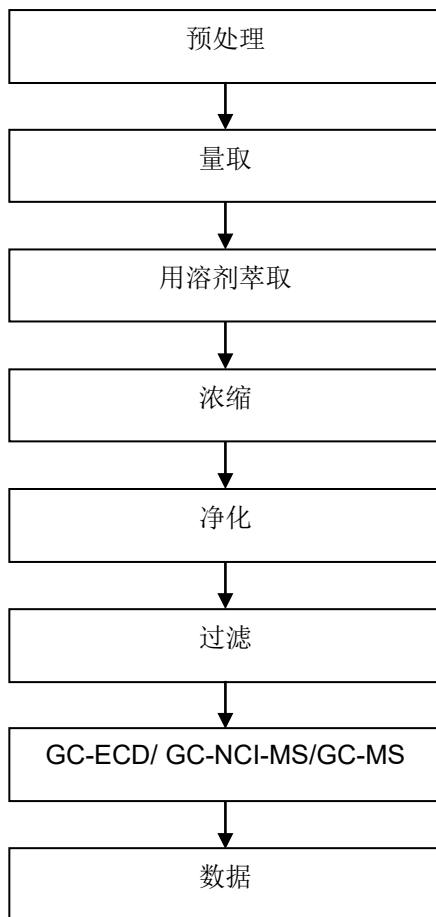 预处理
量取
用溶剂萃取
浓缩
净化
过滤
GC-ECD/ GC-NCI-MS/GC-MS
数据